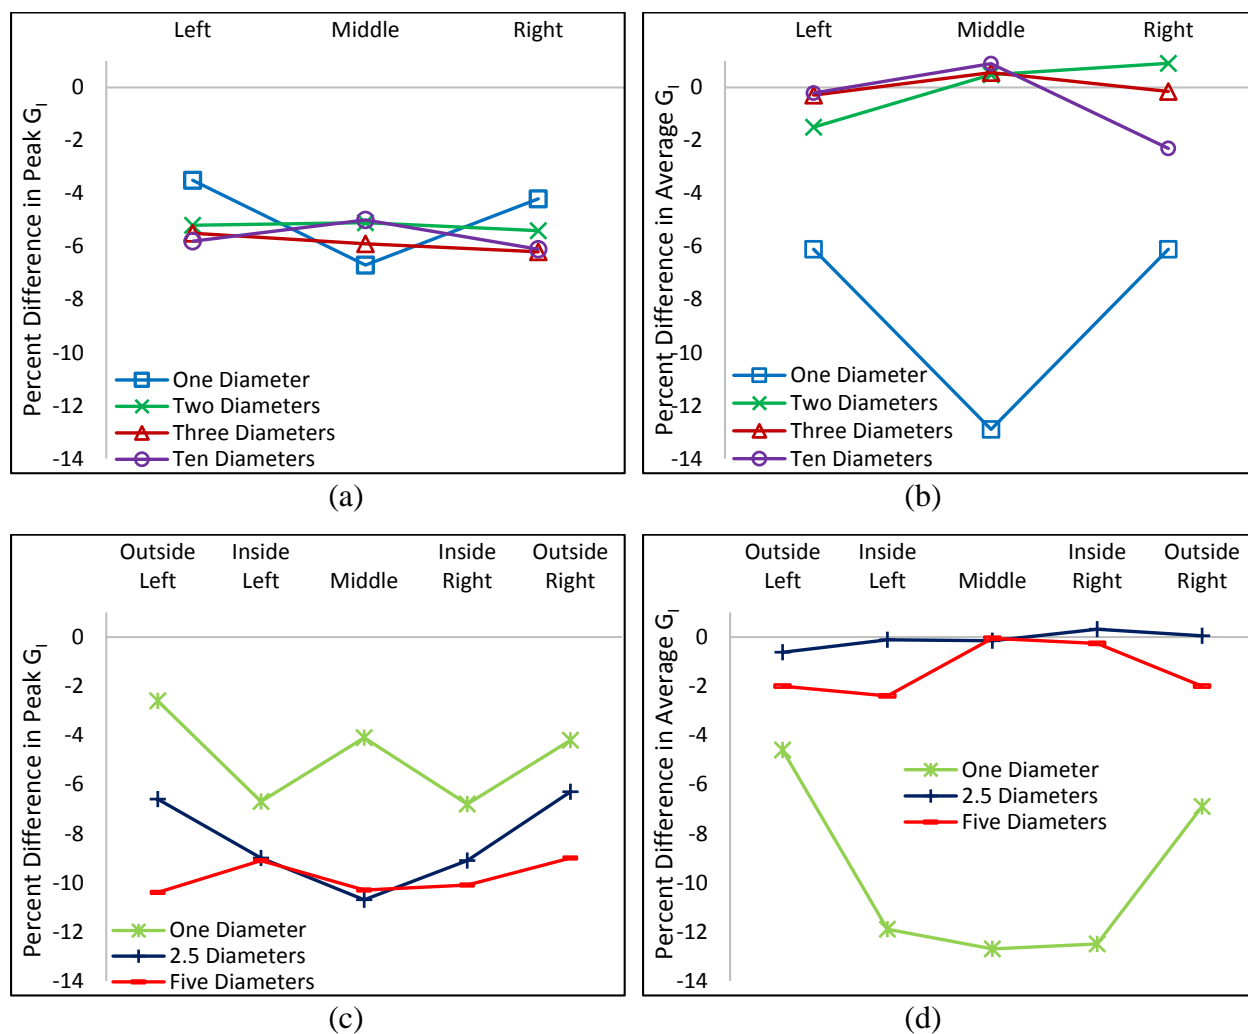 Left Middle Right
Percent Difference in Peak G_I
0
-2
-4
-6
-8
-10
-12
-14
One Diameter
Two Diameters
Three Diameters
Ten Diameters
(a)
Left Middle Right
Percent Difference in Average G_I
0
-2
-4
-6
-8
-10
-12
-14
One Diameter
Two Diameters
Three Diameters
Ten Diameters
(b)
Outside Inside Inside Outside
Left Left Middle Right Right
Percent Difference in Peak G_I
0
-2
-4
-6
-8
-10
-12
-14
One Diameter
2.5 Diameters
Five Diameters
(c)
Outside Inside Inside Outside
Left Left Middle Right Right
Percent Difference in Average G_I
0
-2
-4
-6
-8
-10
-12
-14
One Diameter
2.5 Diameters
Five Diameters
(d)